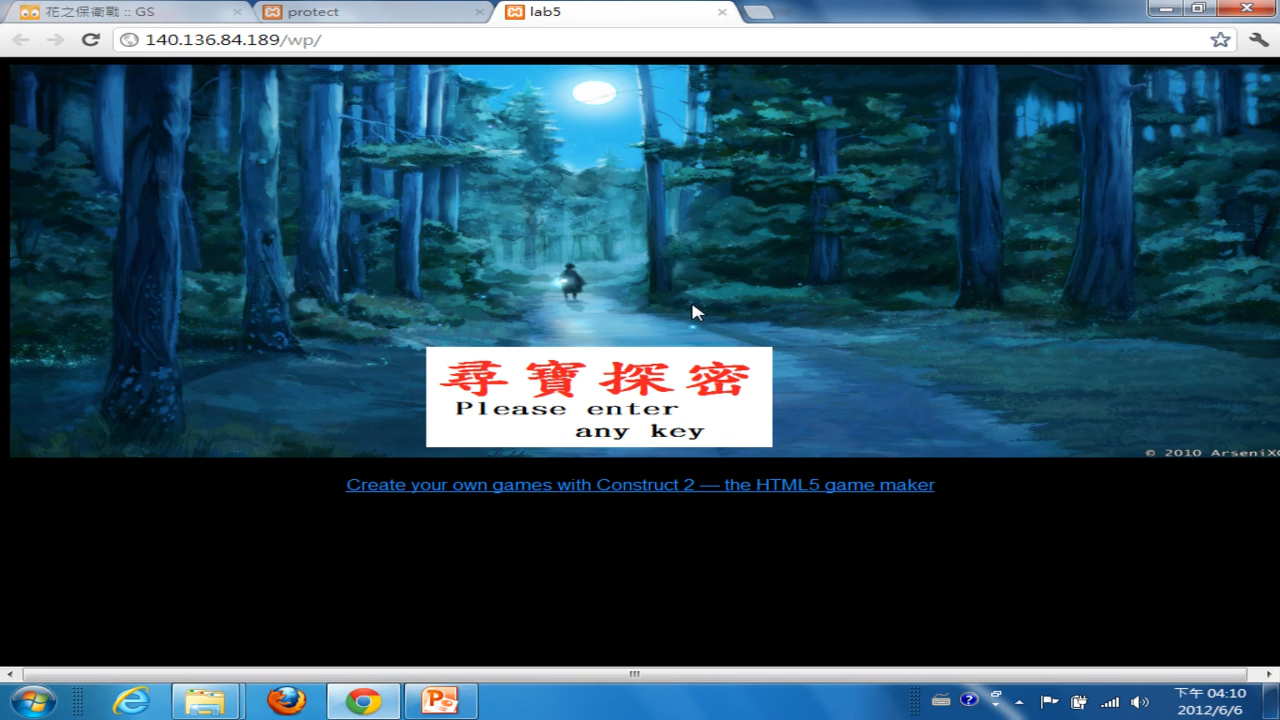 花之保衛戰 :: GS
protect
lab5
140.136.84.189/wp/
尋寶探密
Please enter
any key
© 2010 ArseniX
Create your own games with Construct 2 — the HTML5 game maker
下午 04:10
2012/6/6